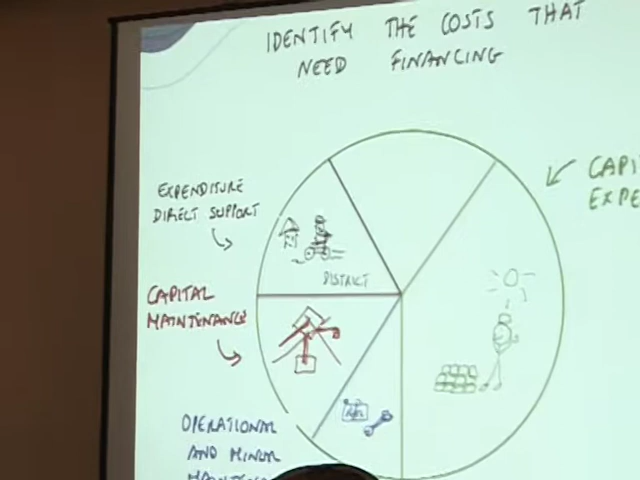 IDENTIFY THE COSTS THAT
NEED FINANCING
EXPENDITURE
DIRECT SUPPORT
DISTRICT
CAPITAL
MAINTENANCE
OPERATIONAL
AND MINOR